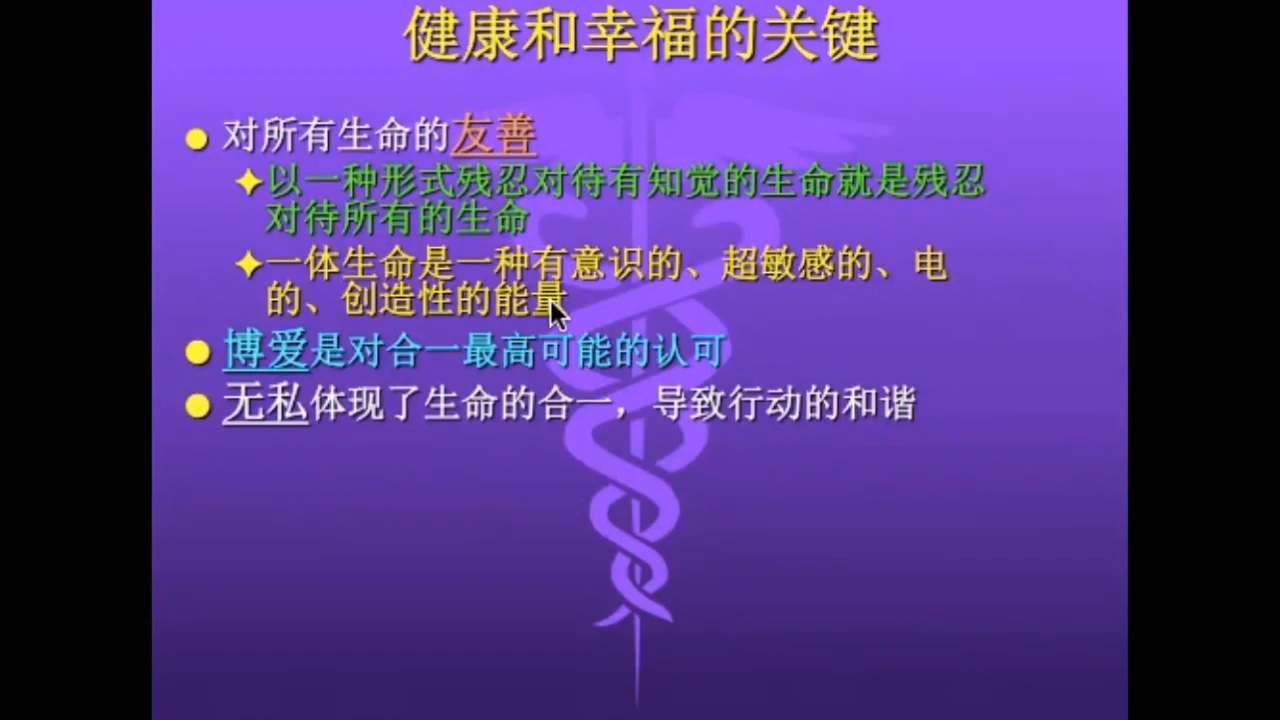 健康和幸福的关键
对所有生命的友善
以一种形式残忍对待有知觉的生命就是残忍
对待所有的生命
一体生命是一种有意识的、超敏感的、电
的、创造性的能量
博爱是对合一最高可能的认可
无私体现了生命的合一，导致行动的和谐